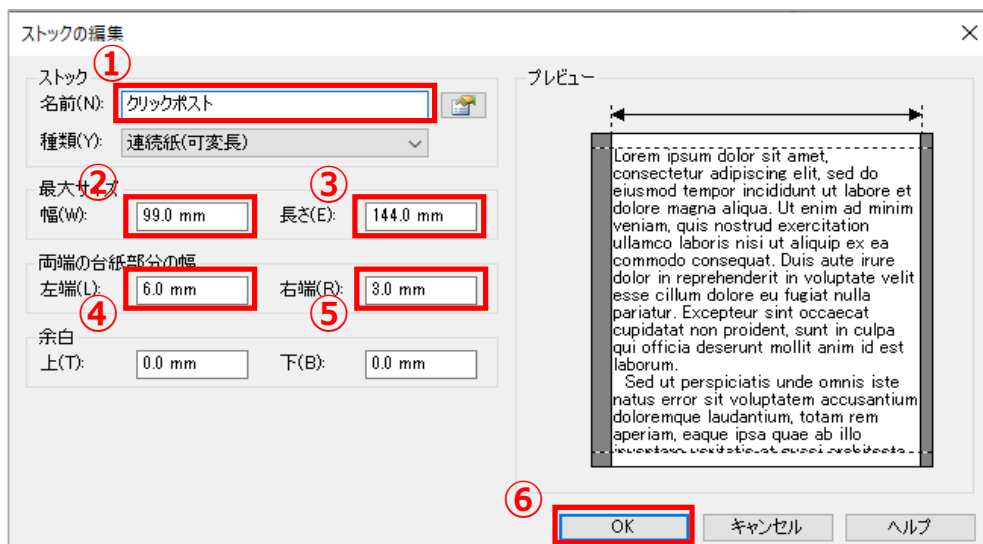 ストックの編集
①
ストック
名前(N):
クリックポスト
種類(Y):
連続紙(可変長)
②
最大サイズ
③
幅(W):
99.0 mm
長さ(E):
144.0 mm
両端の台紙部分の幅
左端(L):
6.0 mm
右端(R):
3.0 mm
④
⑤
余白
上(T):
0.0 mm
下(B):
0.0 mm
プレビュー
Lorem ipsum dolor sit amet,
consectetur adipiscing elit, sed do
eiusmod tempor incididunt ut labore et
dolore magna aliqua. Ut enim ad minim
veniam, quis nostrud exercitation
ullamco laboris nisi ut aliquip ex ea
commodo consequat. Duis aute irure
dolor in reprehenderit in voluptate velit
esse cillum dolore eu fugiat nulla
pariatur. Excepteur sint occaecat
cupidatat non proident, sunt in culpa
qui officia deserunt mollit anim id est
laborum.
Sed ut perspiciatis unde omnis iste
natus error sit voluptatem accusantium
doloremque laudantium, totam rem
aperiam, eaque ipsa quae ab illo
⑥
OK
キャンセル
ヘルプ